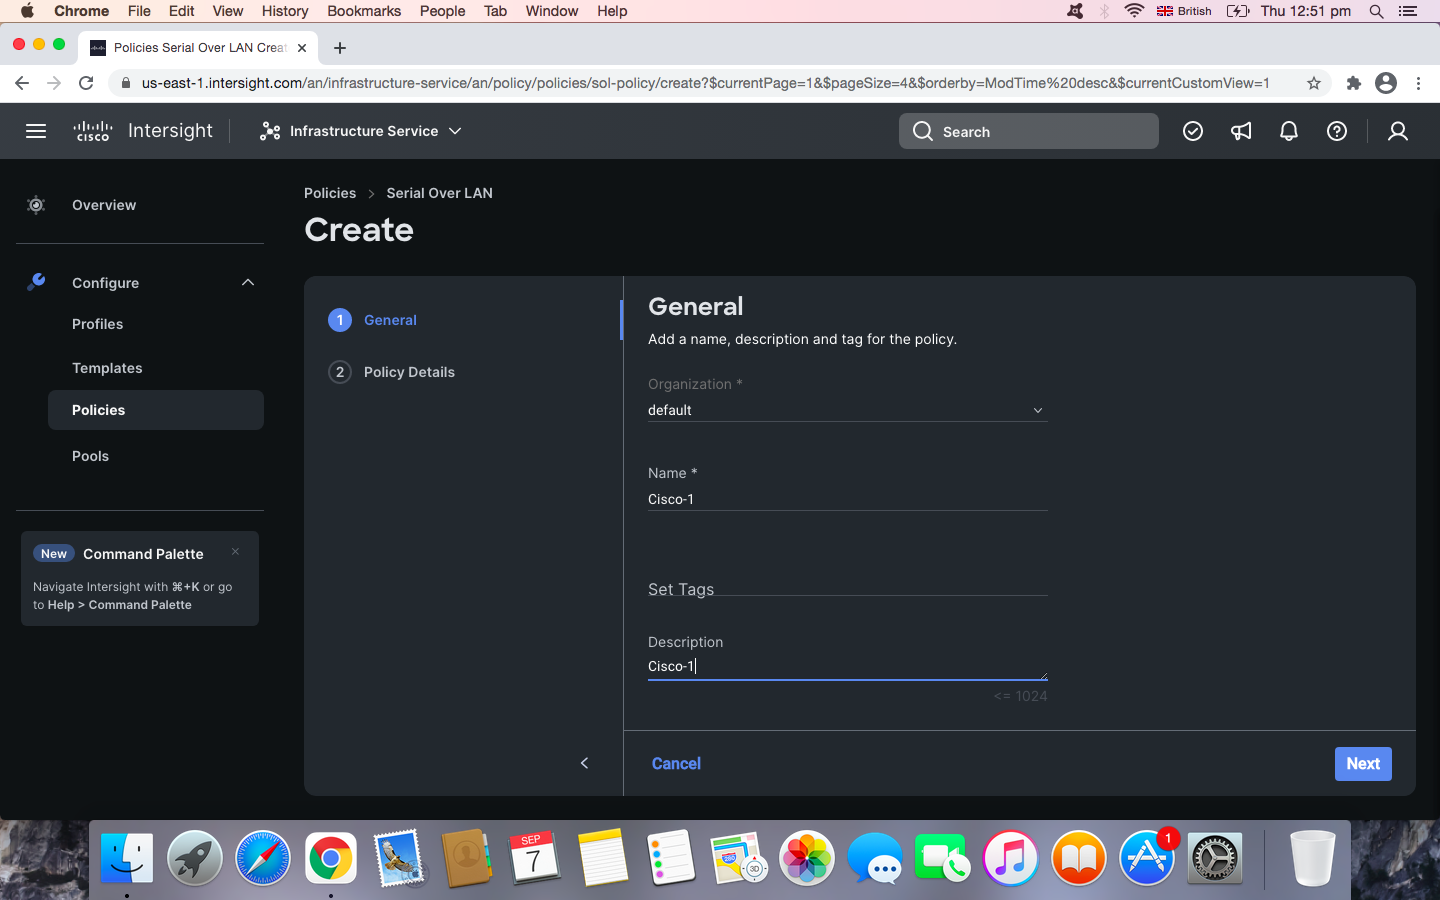 Chrome File Edit View History Bookmarks People Tab Window Help British Thu 12:51 pm
Policies Serial Over LAN Creat
us-east-1.intersight.com/an/infrastructure-service/an/policy/policies/sol-policy/create?$currentPage=1&$pageSize=4&$orderby=ModTime%20desc&$currentCustomView=1
CISCO Intersight Infrastructure Service Search
Overview
Configure
Profiles
Templates
Policies
Pools
New Command Palette
Navigate Intersight with ⌘+K or go
to Help > Command Palette
Policies > Serial Over LAN
Create
1 General
2 Policy Details
General
Add a name, description and tag for the policy.
Organization *
default
Name *
Cisco-1
Set Tags
Description
Cisco-1
<= 1024
Cancel Next
SEP
7
280
3D
1